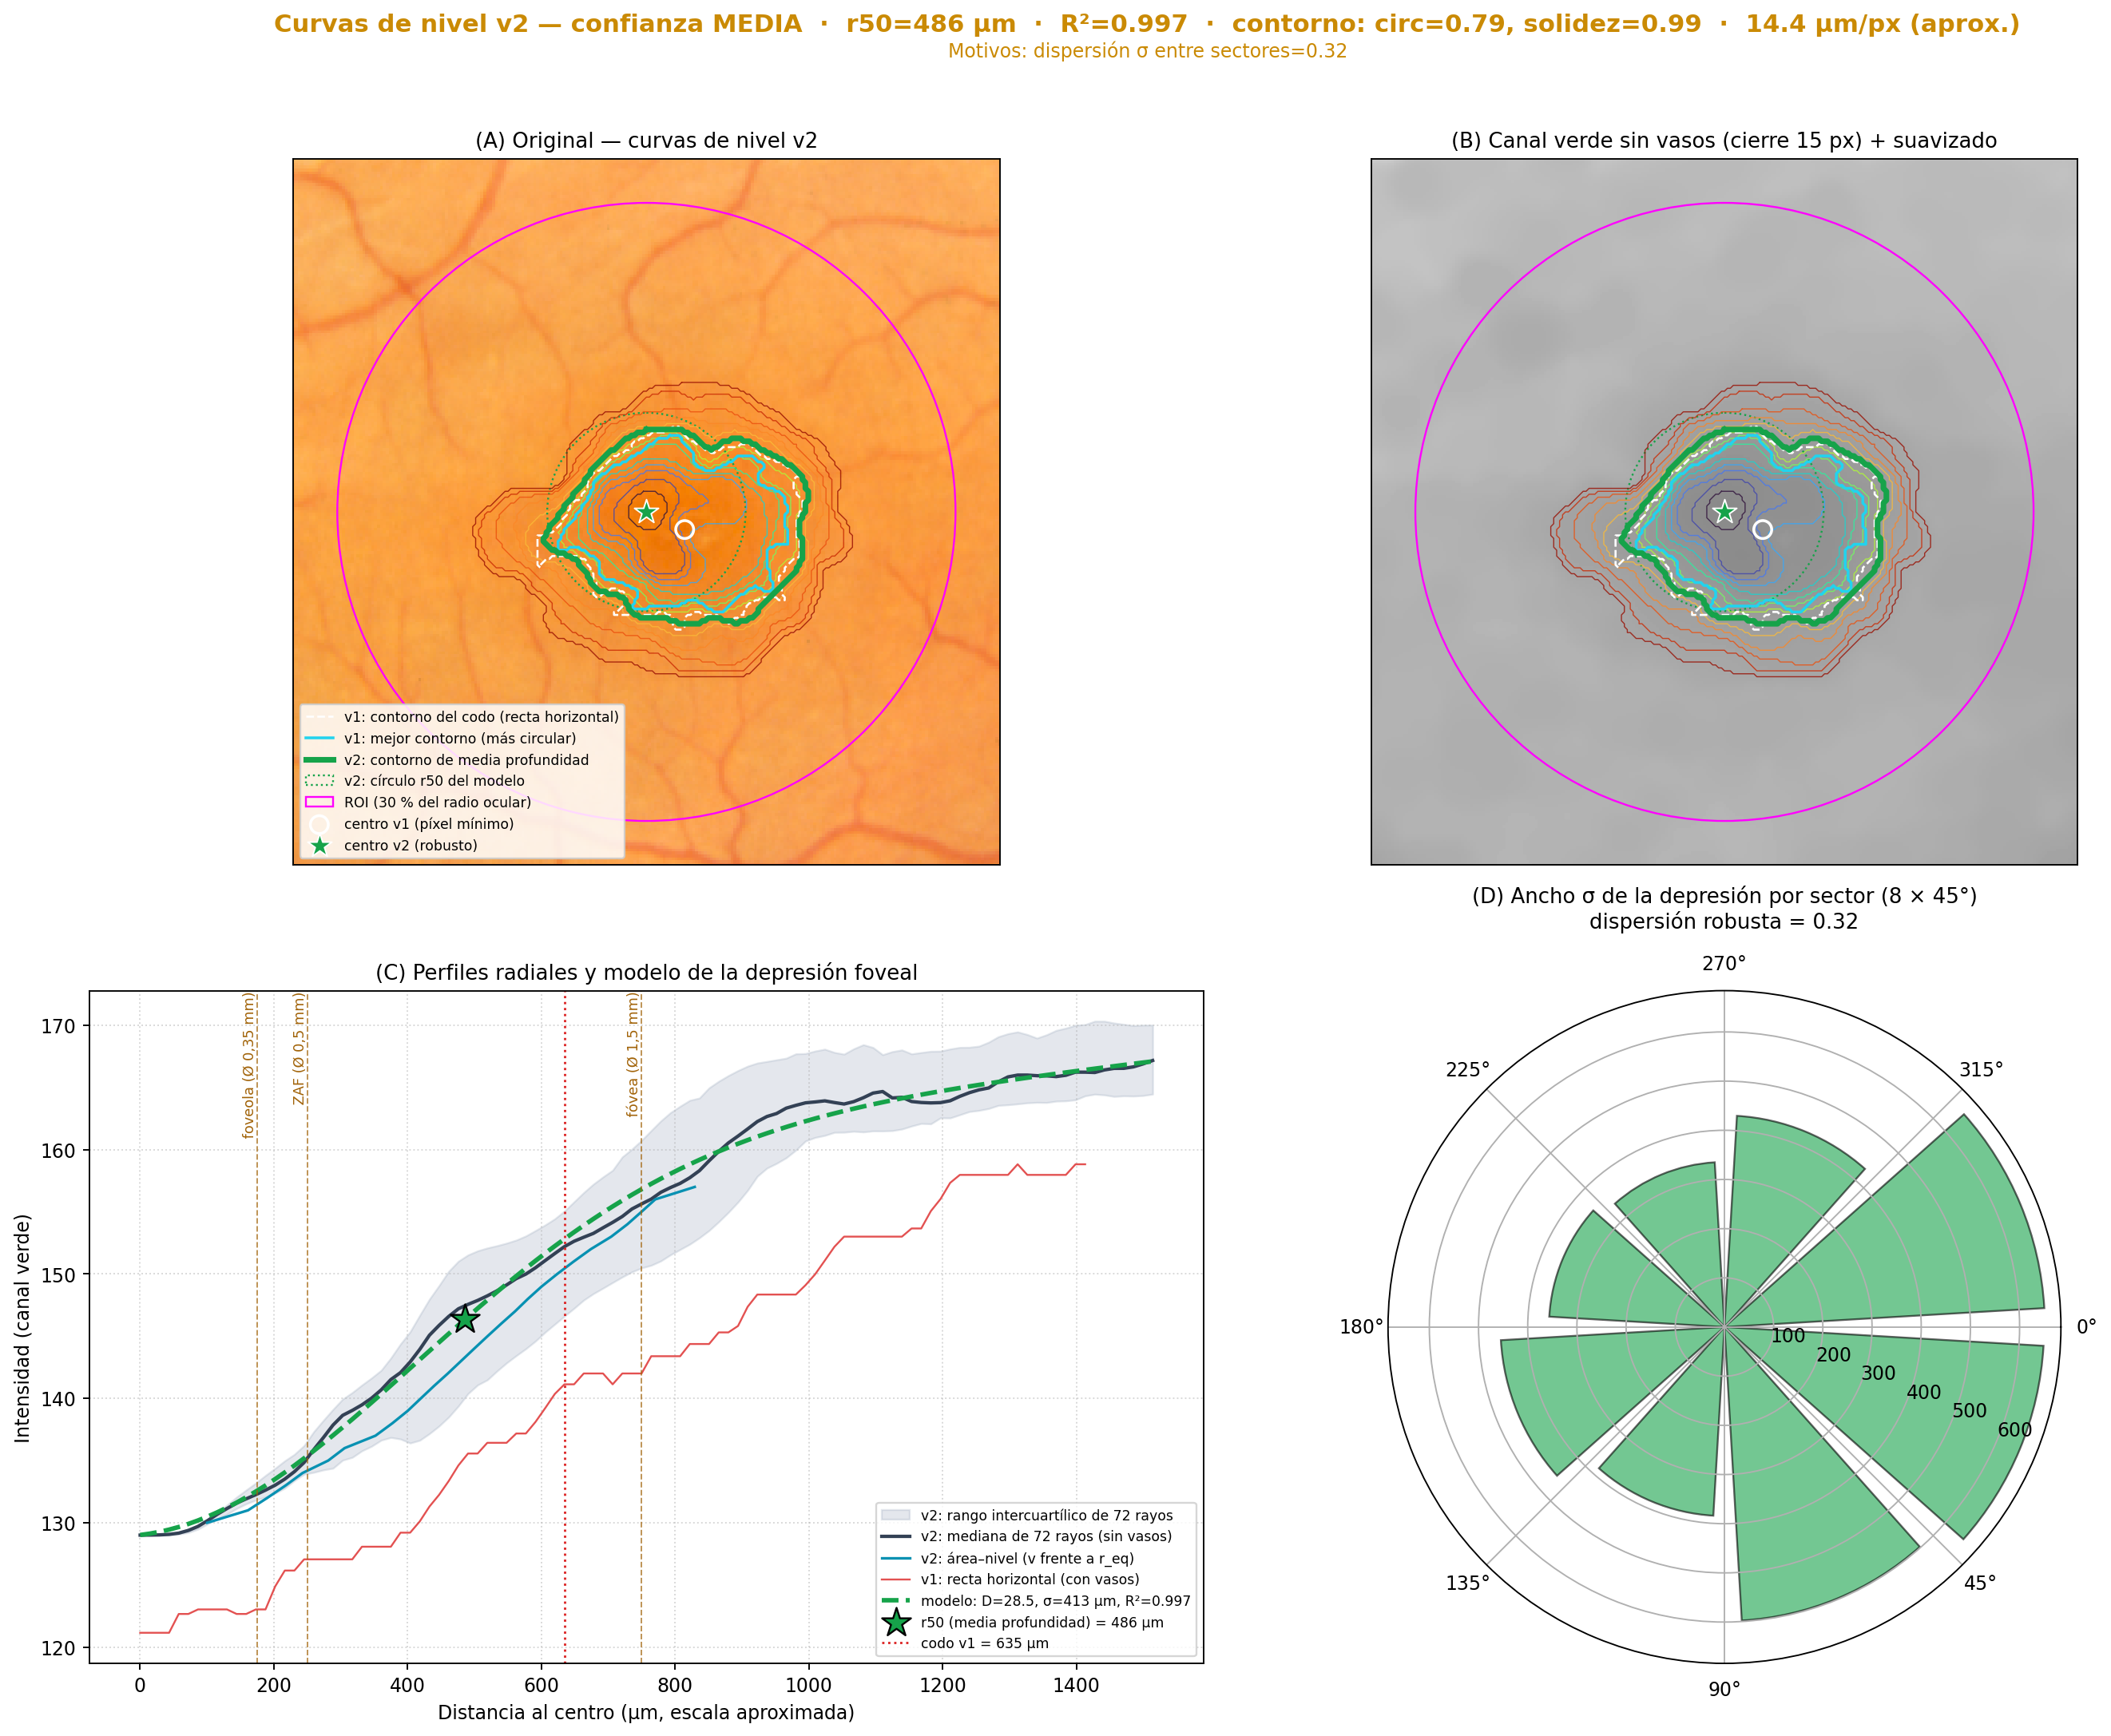 Curvas de nivel v2 — confianza MEDIA · r50=486 µm · R²=0.997 · contorno: circ=0.79, solidez=0.99 · 14.4 µm/px (aprox.)
Motivos: dispersión σ entre sectores=0.32
(A) Original — curvas de nivel v2
v1: contorno del codo (recta horizontal)
v1: mejor contorno (más circular)
v2: contorno de media profundidad
v2: círculo r50 del modelo
ROI (30 % del radio ocular)
centro v1 (píxel mínimo)
centro v2 (robusto)
(B) Canal verde sin vasos (cierre 15 px) + suavizado
(C) Perfiles radiales y modelo de la depresión foveal
Intensidad (canal verde)
170
160
150
140
130
120
foveola (Ø 0,35 mm)
ZAF (Ø 0,5 mm)
fóvea (Ø 1,5 mm)
v2: rango intercuartílico de 72 rayos
v2: mediana de 72 rayos (sin vasos)
v2: área–nivel (v frente a r_eq)
v1: recta horizontal (con vasos)
modelo: D=28.5, σ=413 µm, R²=0.997
r50 (media profundidad) = 486 µm
codo v1 = 635 µm
0 200 400 600 800 1000 1200 1400
Distancia al centro (µm, escala aproximada)
(D) Ancho σ de la depresión por sector (8 × 45°)
dispersión robusta = 0.32
270°
225°
315°
180°
0°
100
200
300
400
500
600
135°
45°
90°